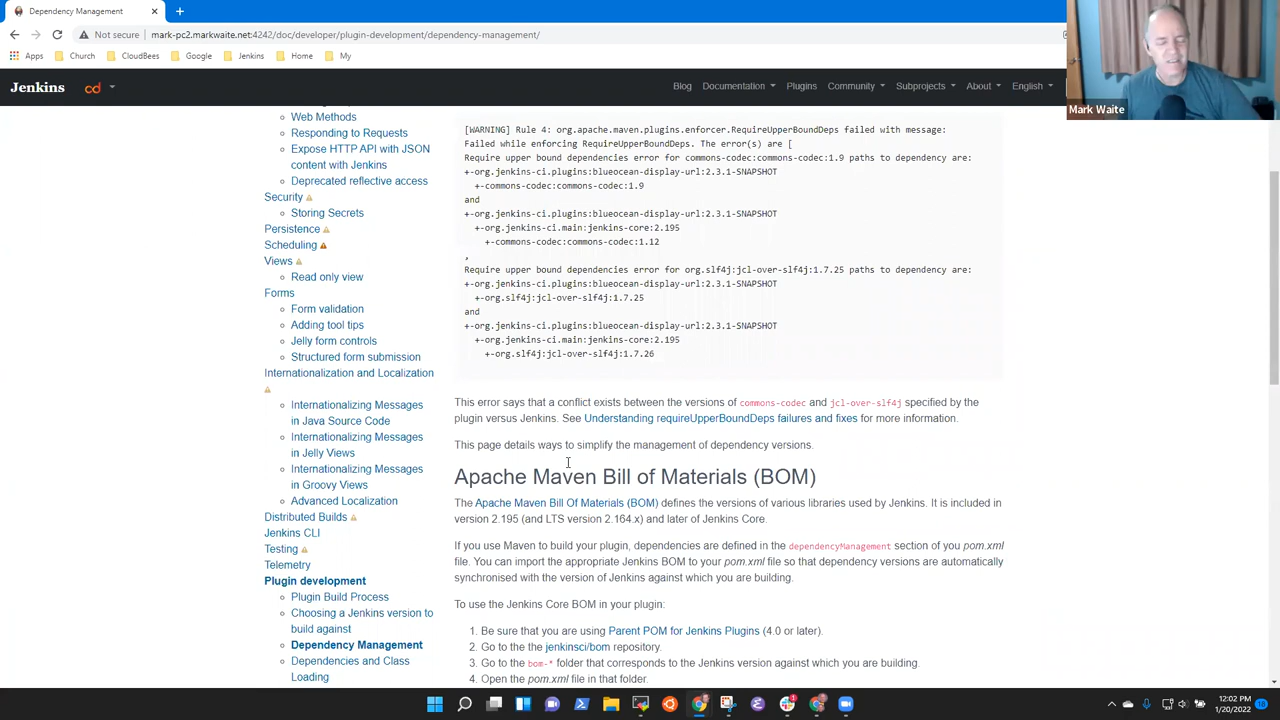 Dependency Management
Not secure
mark-pc2.markwaite.net:4242/doc/developer/plugin-development/dependency-management/
Apps
Church
CloudBees
Google
Jenkins
Home
My
Mark Waite
Jenkins
cd
Blog
Documentation
Plugins
Community
Subprojects
About
English
Web Methods
Responding to Requests
Expose HTTP API with JSON
content with Jenkins
Deprecated reflective access
Security
Storing Secrets
Persistence
Scheduling
Views
Read only view
Forms
Form validation
Adding tool tips
Jelly form controls
Structured form submission
Internationalization and Localization
Internationalizing Messages
in Java Source Code
Internationalizing Messages
in Jelly Views
Internationalizing Messages
in Groovy Views
Advanced Localization
Distributed Builds
Jenkins CLI
Testing
Telemetry
Plugin development
Plugin Build Process
Choosing a Jenkins version to
build against
Dependency Management
Dependencies and Class
Loading
[WARNING] Rule 4: org.apache.maven.plugins.enforcer.RequireUpperBoundDeps failed with message:
Failed while enforcing RequireUpperBoundDeps. The error(s) are [
Require upper bound dependencies error for commons-codec:commons-codec:1.9 paths to dependency are:
+-org.jenkins-ci.plugins:blueocean-display-url:2.3.1-SNAPSHOT
+-commons-codec:commons-codec:1.9
and
+-org.jenkins-ci.plugins:blueocean-display-url:2.3.1-SNAPSHOT
+-org.jenkins-ci.main:jenkins-core:2.195
+-commons-codec:commons-codec:1.12
,
Require upper bound dependencies error for org.slf4j:jcl-over-slf4j:1.7.25 paths to dependency are:
+-org.jenkins-ci.plugins:blueocean-display-url:2.3.1-SNAPSHOT
+-org.slf4j:jcl-over-slf4j:1.7.25
and
+-org.jenkins-ci.plugins:blueocean-display-url:2.3.1-SNAPSHOT
+-org.jenkins-ci.main:jenkins-core:2.195
+-org.slf4j:jcl-over-slf4j:1.7.26
This error says that a conflict exists between the versions of commons-codec and jcl-over-slf4j specified by the
plugin versus Jenkins. See Understanding requireUpperBoundDeps failures and fixes for more information.
This page details ways to simplify the management of dependency versions.
Apache Maven Bill of Materials (BOM)
The Apache Maven Bill Of Materials (BOM) defines the versions of various libraries used by Jenkins. It is included in
version 2.195 (and LTS version 2.164.x) and later of Jenkins Core.
If you use Maven to build your plugin, dependencies are defined in the dependencyManagement section of you pom.xml
file. You can import the appropriate Jenkins BOM to your pom.xml file so that dependency versions are automatically
synchronised with the version of Jenkins against which you are building.
To use the Jenkins Core BOM in your plugin:
1. Be sure that you are using Parent POM for Jenkins Plugins (4.0 or later).
2. Go to the the jenkinsci/bom repository.
3. Go to the bom-* folder that corresponds to the Jenkins version against which you are building.
4. Open the pom.xml file in that folder.
12:02 PM
1/20/2022